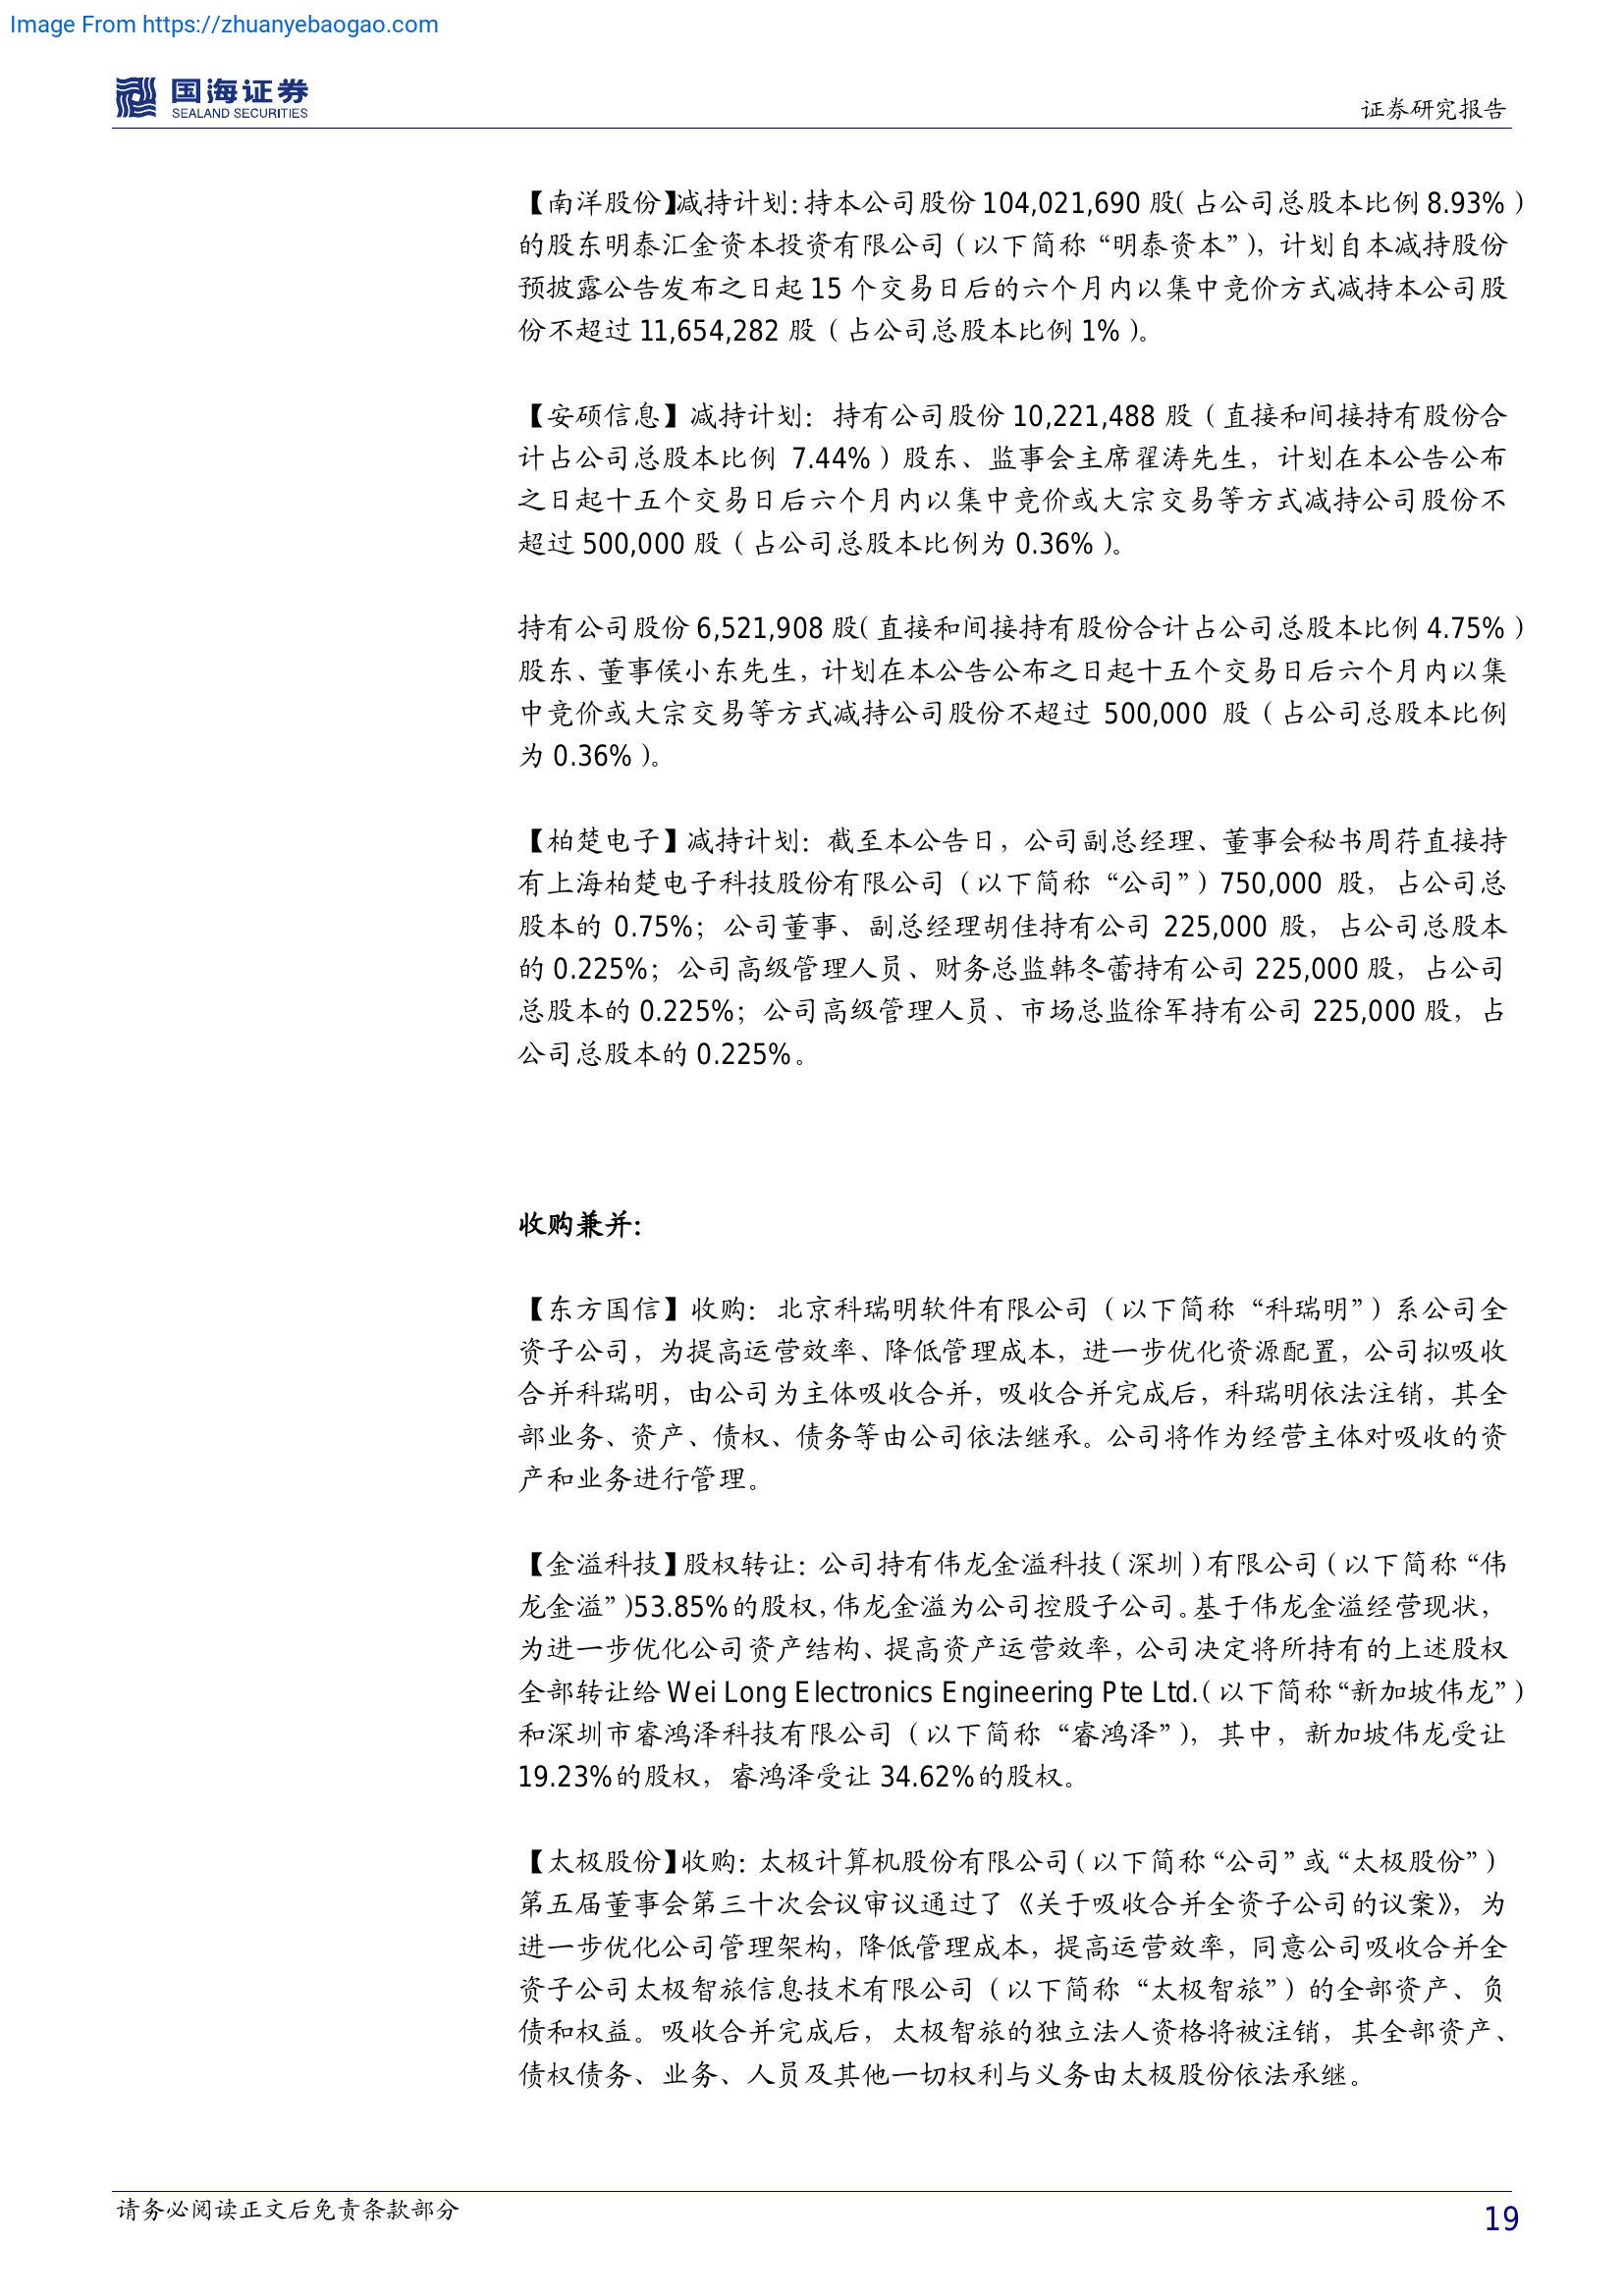 Image From https://zhuanyebaogao.com
国海证券
SEALAND SECURITIES
证券研究报告
【南洋股份】减持计划：持本公司股份 104,021,690 股（占公司总股本比例 8.93%）
的股东明泰汇金资本投资有限公司（以下简称“明泰资本”），计划自本减持股份
预披露公告发布之日起 15 个交易日后的六个月内以集中竞价方式减持本公司股
份不超过 11,654,282 股（占公司总股本比例 1%）。
【安硕信息】减持计划：持有公司股份 10,221,488 股（直接和间接持有股份合
计占公司总股本比例 7.44%）股东、监事会主席翟涛先生，计划在本公告公布
之日起十五个交易日后六个月内以集中竞价或大宗交易等方式减持公司股份不
超过 500,000 股（占公司总股本比例为 0.36%）。
持有公司股份 6,521,908 股（直接和间接持有股份合计占公司总股本比例 4.75%）
股东、董事侯小东先生，计划在本公告公布之日起十五个交易日后六个月内以集
中竞价或大宗交易等方式减持公司股份不超过 500,000 股（占公司总股本比例
为 0.36%）。
【柏楚电子】减持计划：截至本公告日，公司副总经理、董事会秘书周荇直接持
有上海柏楚电子科技股份有限公司（以下简称“公司”）750,000 股，占公司总
股本的 0.75%；公司董事、副总经理胡佳持有公司 225,000 股，占公司总股本
的 0.225%；公司高级管理人员、财务总监韩冬蕾持有公司 225,000 股，占公司
总股本的 0.225%；公司高级管理人员、市场总监徐军持有公司 225,000 股，占
公司总股本的 0.225%。
收购兼并：
【东方国信】收购：北京科瑞明软件有限公司（以下简称“科瑞明”）系公司全
资子公司，为提高运营效率、降低管理成本，进一步优化资源配置，公司拟吸收
合并科瑞明，由公司为主体吸收合并，吸收合并完成后，科瑞明依法注销，其全
部业务、资产、债权、债务等由公司依法继承。公司将作为经营主体对吸收的资
产和业务进行管理。
【金溢科技】股权转让：公司持有伟龙金溢科技（深圳）有限公司（以下简称“伟
龙金溢”）53.85%的股权，伟龙金溢为公司控股子公司。基于伟龙金溢经营现状，
为进一步优化公司资产结构、提高资产运营效率，公司决定将所持有的上述股权
全部转让给 Wei Long Electronics Engineering Pte Ltd.（以下简称“新加坡伟龙”）
和深圳市睿鸿泽科技有限公司（以下简称“睿鸿泽”），其中，新加坡伟龙受让
19.23%的股权，睿鸿泽受让 34.62%的股权。
【太极股份】收购：太极计算机股份有限公司（以下简称“公司”或“太极股份”）
第五届董事会第三十次会议审议通过了《关于吸收合并全资子公司的议案》，为
进一步优化公司管理架构，降低管理成本，提高运营效率，同意公司吸收合并全
资子公司太极智旅信息技术有限公司（以下简称“太极智旅”）的全部资产、负
债和权益。吸收合并完成后，太极智旅的独立法人资格将被注销，其全部资产、
债权债务、业务、人员及其他一切权利与义务由太极股份依法承继。
请务必阅读正文后免责条款部分
19